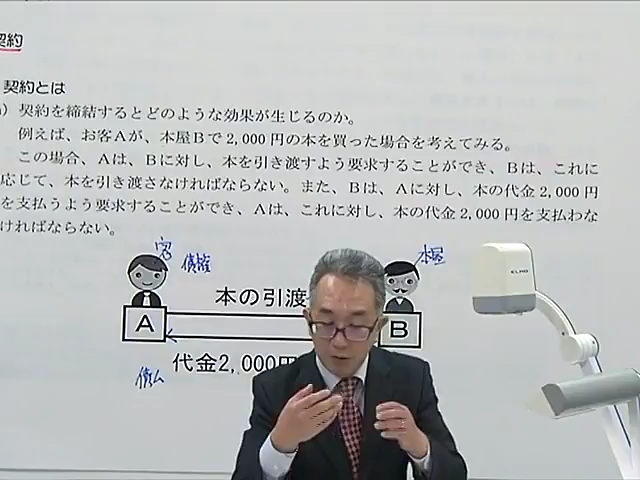 契約
契約とは
）契約を締結するとどのような効果が生じるのか。
例えば、お客Ａが、本屋Ｂで2,000円の本を買った場合を考えてみる。
この場合、Ａは、Ｂに対し、本を引き渡すよう要求することができ、Ｂは、これに
応じて、本を引き渡さなければならない。また、Ｂは、Ａに対し、本の代金2,000円
を支払うよう要求することができ、Ａは、これに対し、本の代金2,000円を支払わな
ければならない。
客
債権
本屋
本の引渡
A
B
代金2,000円
ELMO